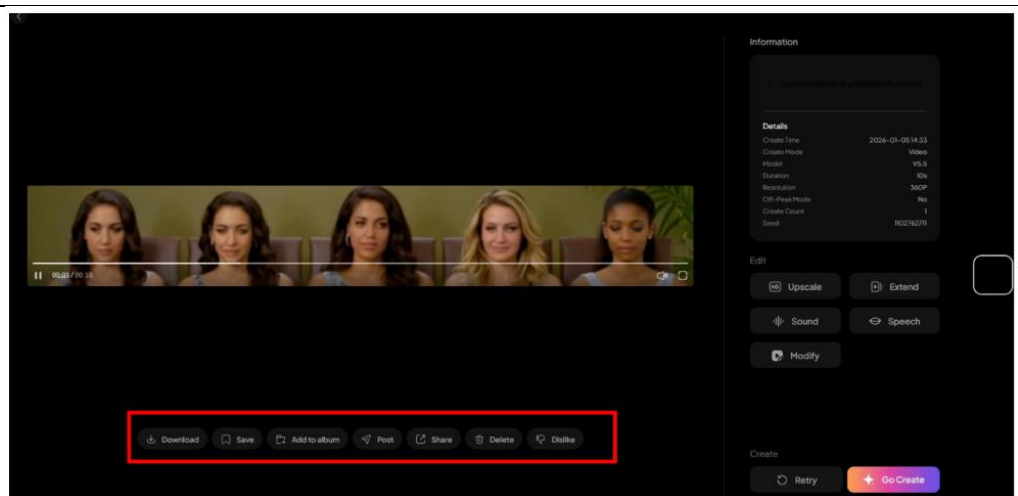 Information
Details
Create Time 2026-01-05 14:33
Create Mode Video
Model V5.5
Duration 10s
Resolution 360P
Off-Peak Mode No
Create Count 1
Seed 1102762711
00:03 / 00:10
Edit
Upscale Extend
Sound Speech
Modify
Download Save Add to album Post Share Delete Dislike
Create
Retry Go Create